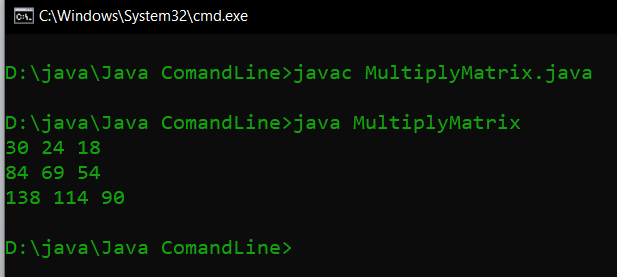 C:\Windows\System32\cmd.exe
D:\java\Java ComandLine>javac MultiplyMatrix.java
D:\java\Java ComandLine>java MultiplyMatrix
30 24 18
84 69 54
138 114 90
D:\java\Java ComandLine>